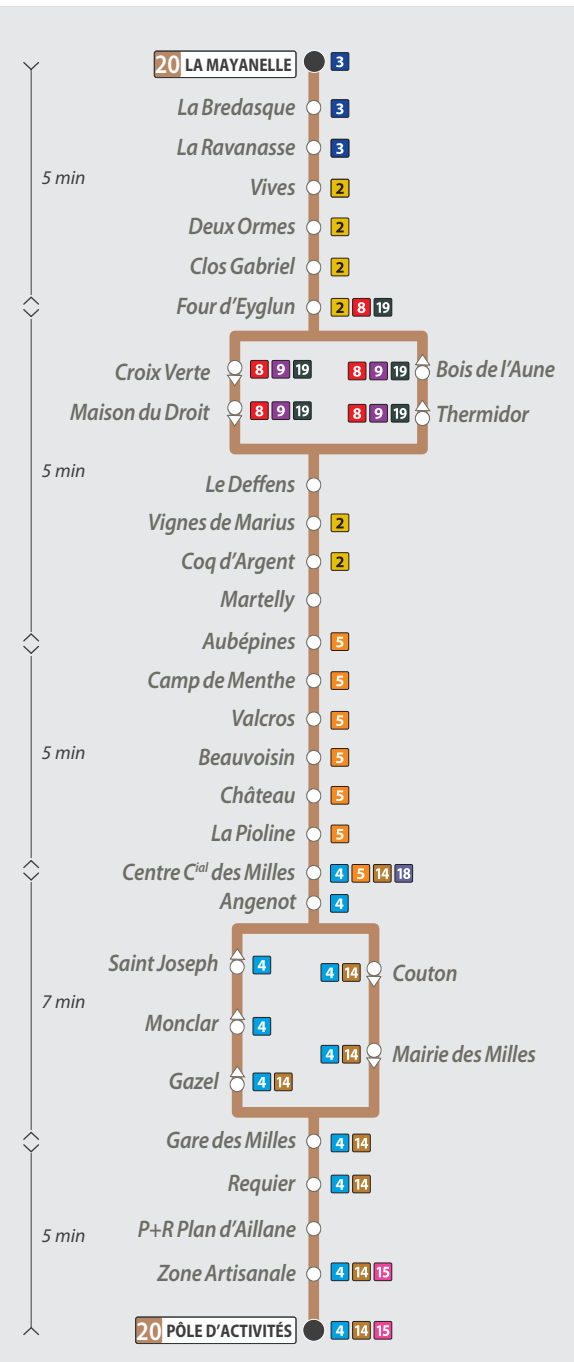 20 LA MAYANELLE 3
La Bredasque 3
La Ravanasse 3
5 min
Vives 2
Deux Ormes 2
Clos Gabriel 2
Four d'Eyglun 2 8 19
Croix Verte 8 9 19
8 9 19 Bois de l'Aune
Maison du Droit 8 9 19
8 9 19 Thermidor
5 min
Le Deffens
Vignes de Marius 2
Coq d'Argent 2
Martelly
Aubépines 5
Camp de Menthe 5
Valcros 5
5 min
Beauvoisin 5
Château 5
La Pioline 5
Centre Cial des Milles 4 5 14 18
Angenot 4
Saint Joseph 4
4 14 Couton
7 min
Monclar 4
4 14 Mairie des Milles
Gazel 4 14
Gare des Milles 4 14
Requier 4 14
P+R Plan d'Aillane
5 min
Zone Artisanale 4 14 15
20 PÔLE D'ACTIVITÉS 4 14 15